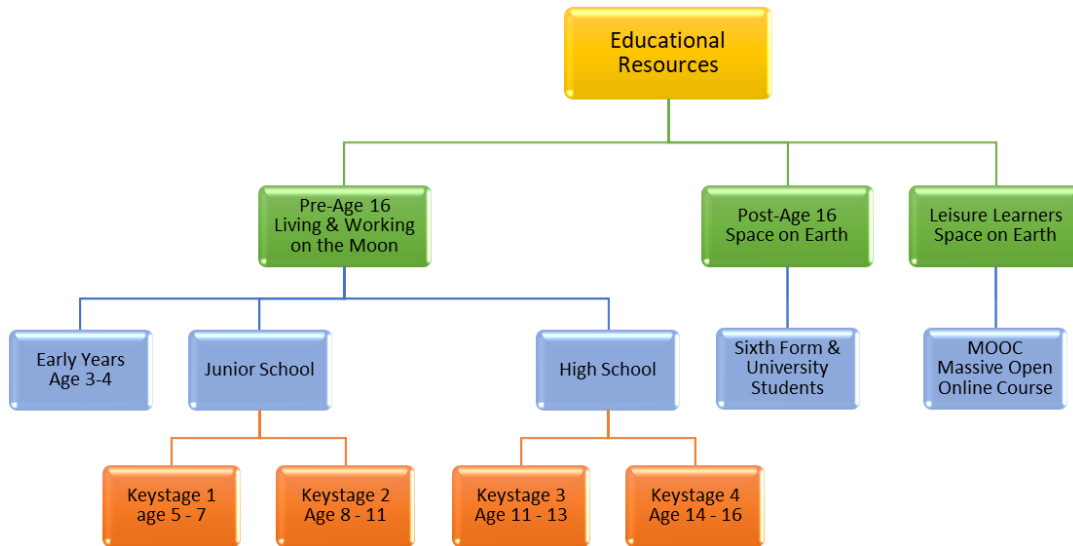 Educational
Resources
Pre-Age 16
Living & Working
on the Moon
Post-Age 16
Space on Earth
Leisure Learners
Space on Earth
Early Years
Age 3-4
Junior School
High School
Sixth Form &
University
Students
MOOC
Massive Open
Online Course
Keystage 1
age 5 - 7
Keystage 2
Age 8 - 11
Keystage 3
Age 11 - 13
Keystage 4
Age 14 - 16